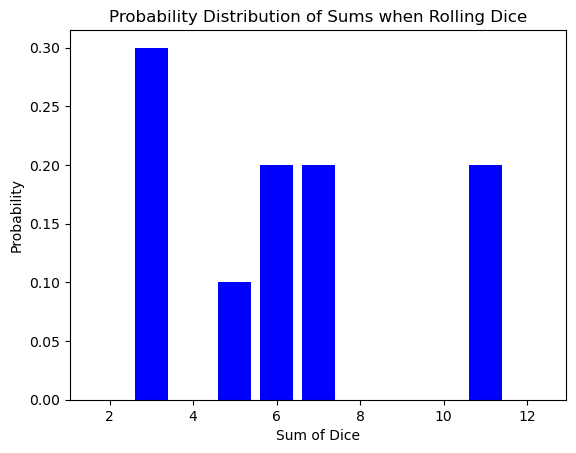 Probability Distribution of Sums when Rolling Dice
0.30
0.25
0.20
0.15
0.10
0.05
0.00
Probability
2 4 6 8 10 12
Sum of Dice